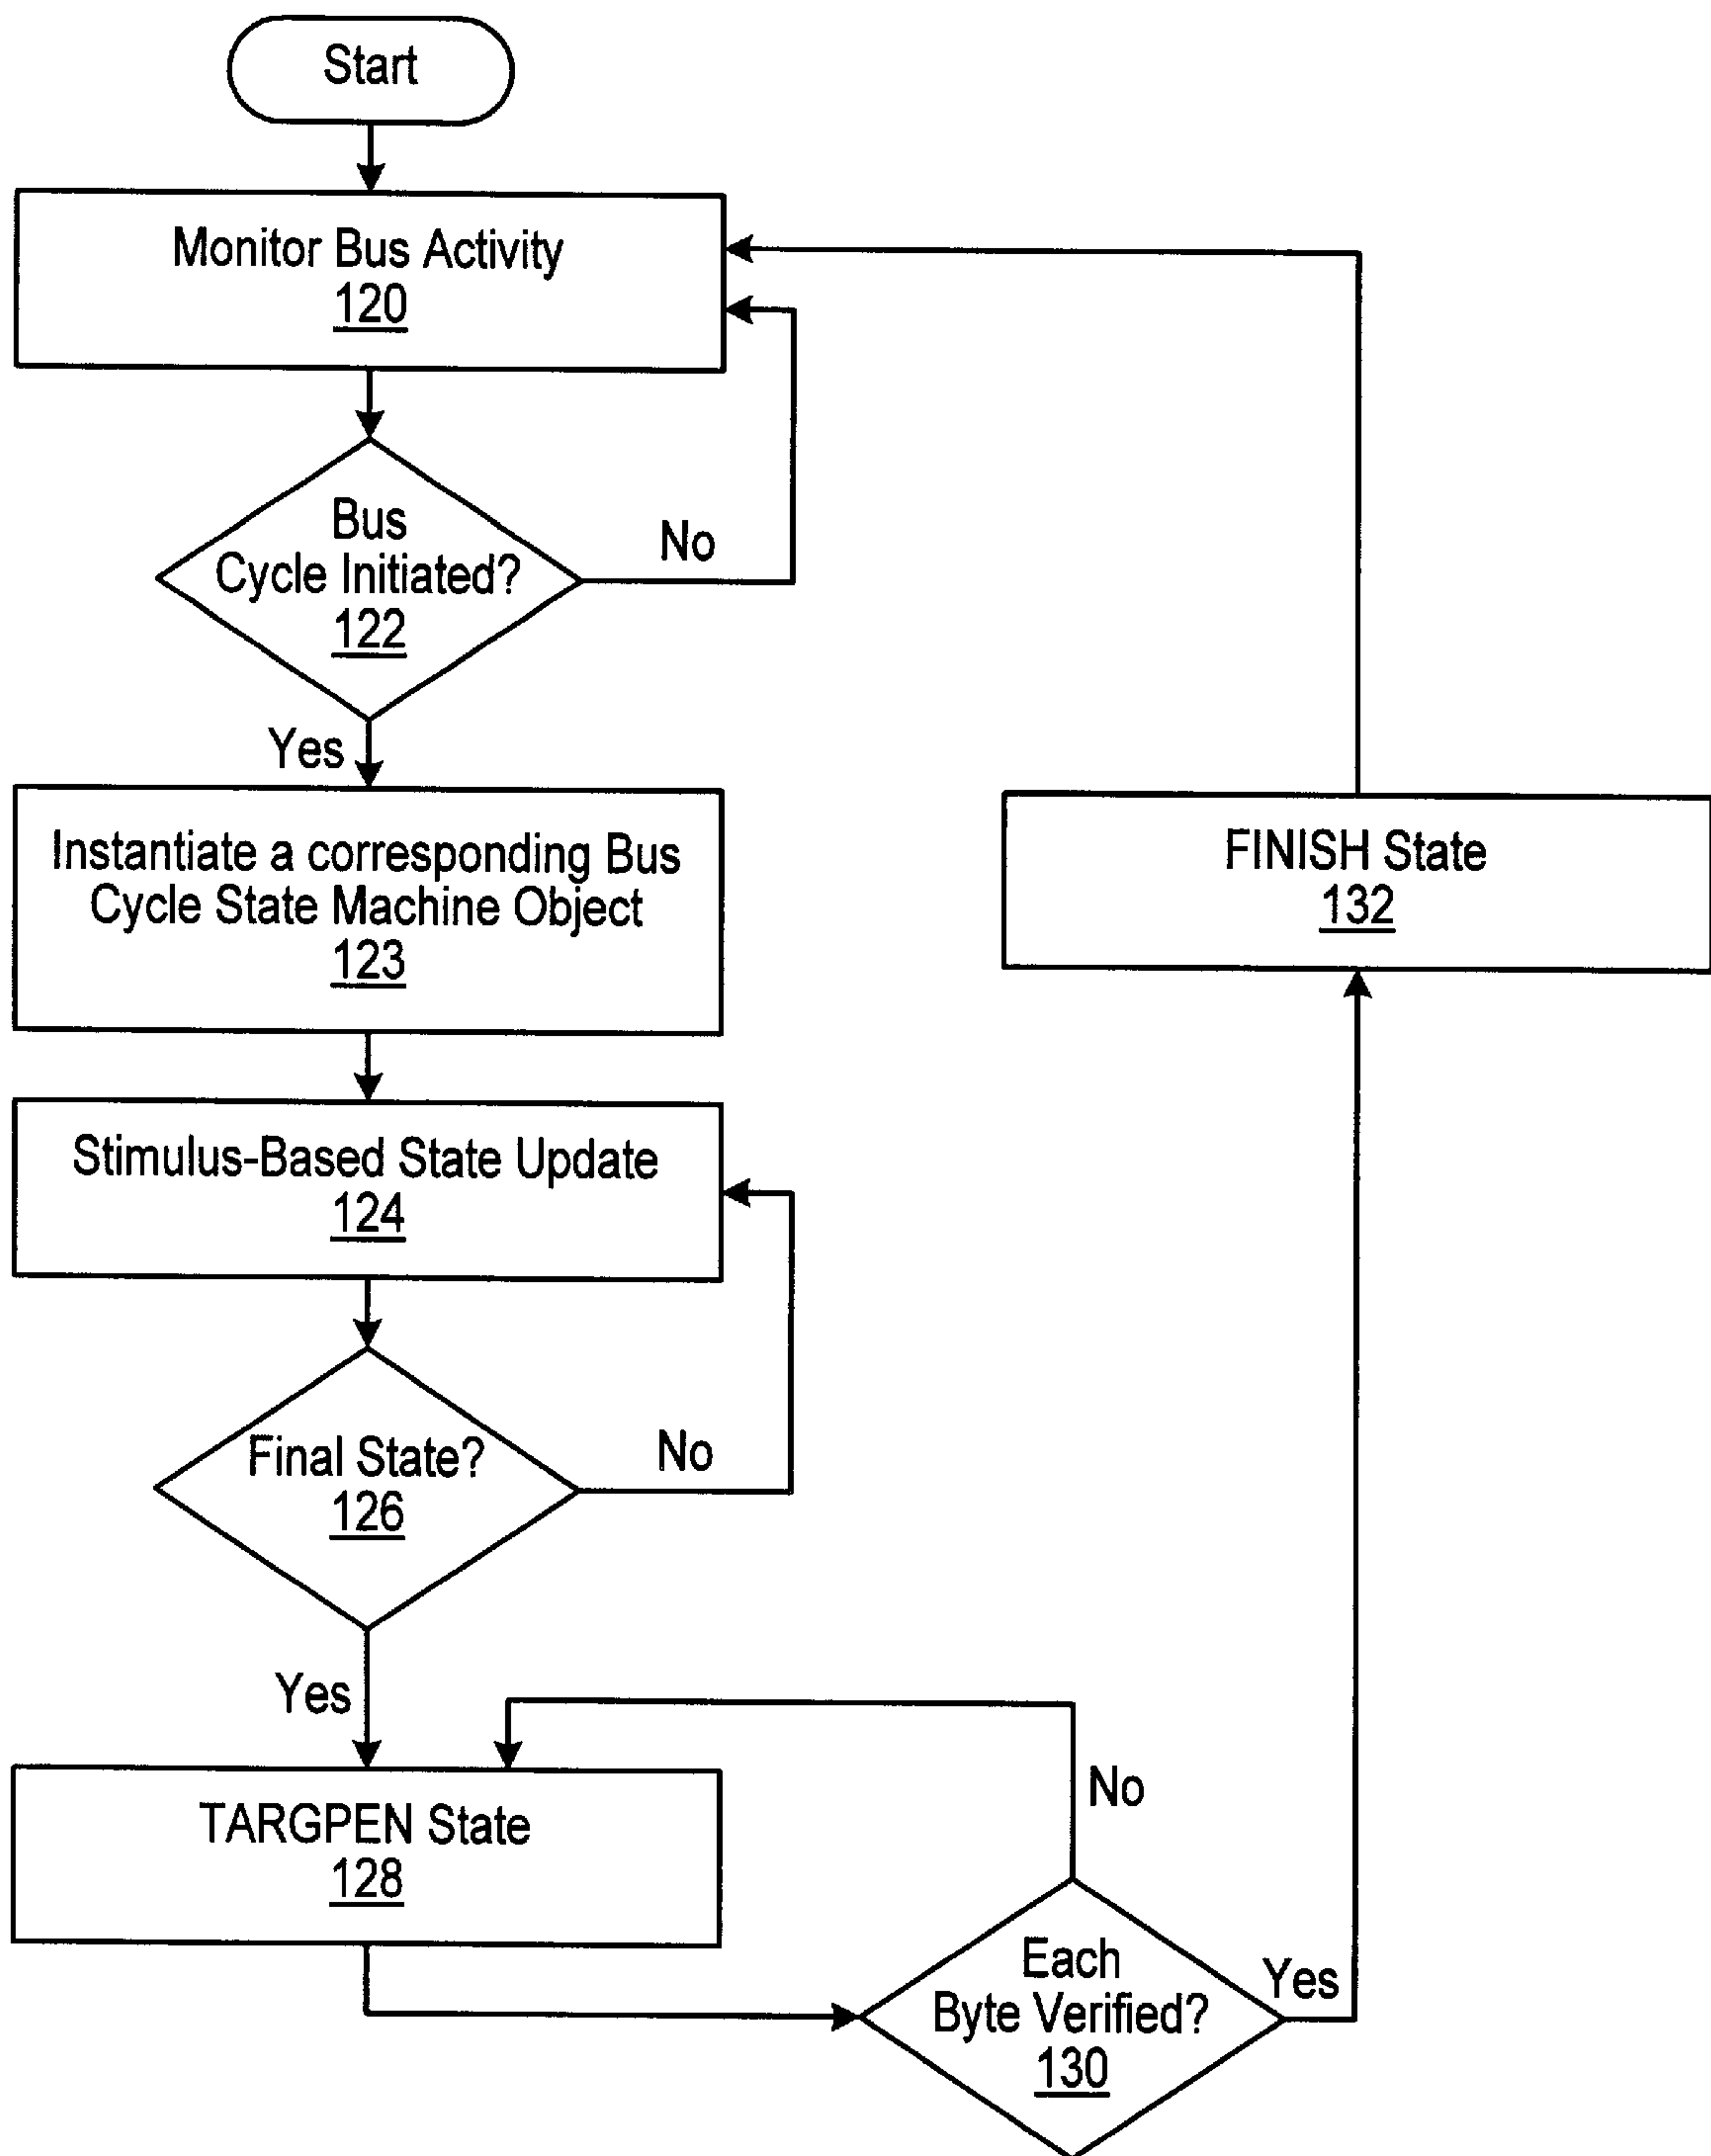 Start
Monitor Bus Activity
120
Bus
Cycle Initiated?
122
No
Yes
Instantiate a corresponding Bus
Cycle State Machine Object
123
FINISH State
132
Stimulus-Based State Update
124
Final State?
126
No
Yes
TARGPEN State
128
No
Each
Byte Verified?
130
Yes